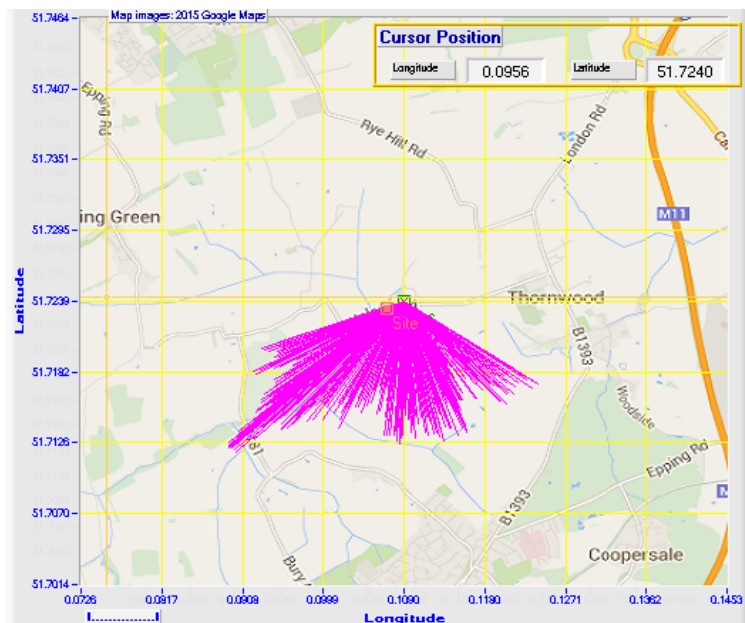 Map images: 2015 Google Maps
Cursor Position
Longitude 0.0956 Latitude 51.7240
51.7464
51.7407
51.7351
51.7295
51.7239
51.7182
51.7126
51.7070
51.7014
Latitude
Epping Rd
Rye Hill Rd
London Rd
M11
ing Green
Thornwood
Site
B1393
Woodside
Epping Rd
B1393
Coopersale
Bury
0.0726 0.0817 0.0908 0.0999 0.1090 0.1180 0.1271 0.1362 0.1453
Longitude